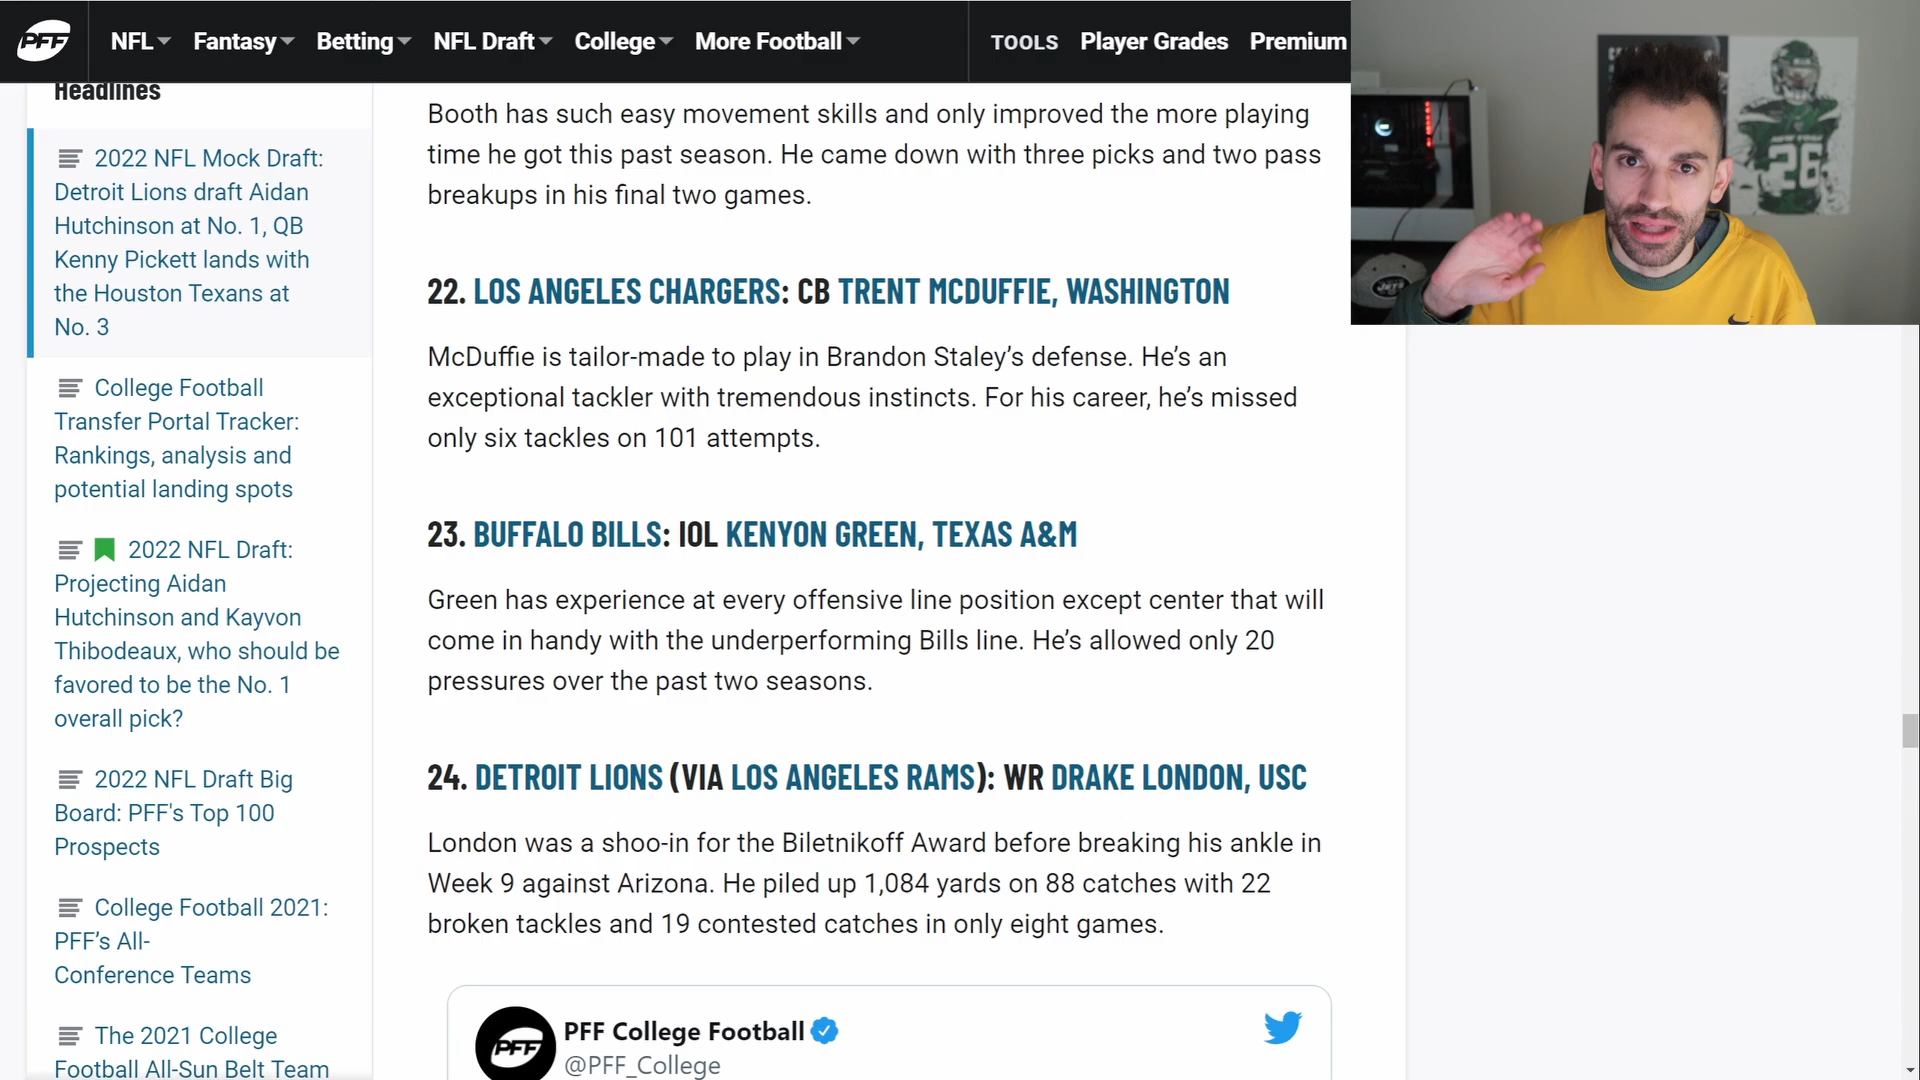 PFF
NFL
Fantasy
Betting
NFL Draft
College
More Football
TOOLS
Player Grades
Premium
Headlines
2022 NFL Mock Draft:
Detroit Lions draft Aidan
Hutchinson at No. 1, QB
Kenny Pickett lands with
the Houston Texans at
No. 3
College Football
Transfer Portal Tracker:
Rankings, analysis and
potential landing spots
2022 NFL Draft:
Projecting Aidan
Hutchinson and Kayvon
Thibodeaux, who should be
favored to be the No. 1
overall pick?
2022 NFL Draft Big
Board: PFF's Top 100
Prospects
College Football 2021:
PFF’s All-
Conference Teams
The 2021 College
Football All-Sun Belt Team
Booth has such easy movement skills and only improved the more playing
time he got this past season. He came down with three picks and two pass
breakups in his final two games.
22. LOS ANGELES CHARGERS: CB TRENT MCDUFFIE, WASHINGTON
McDuffie is tailor-made to play in Brandon Staley’s defense. He’s an
exceptional tackler with tremendous instincts. For his career, he’s missed
only six tackles on 101 attempts.
23. BUFFALO BILLS: IOL KENYON GREEN, TEXAS A&M
Green has experience at every offensive line position except center that will
come in handy with the underperforming Bills line. He’s allowed only 20
pressures over the past two seasons.
24. DETROIT LIONS (VIA LOS ANGELES RAMS): WR DRAKE LONDON, USC
London was a shoo-in for the Biletnikoff Award before breaking his ankle in
Week 9 against Arizona. He piled up 1,084 yards on 88 catches with 22
broken tackles and 19 contested catches in only eight games.
PFF
PFF College Football
@PFF_College
26
JETS